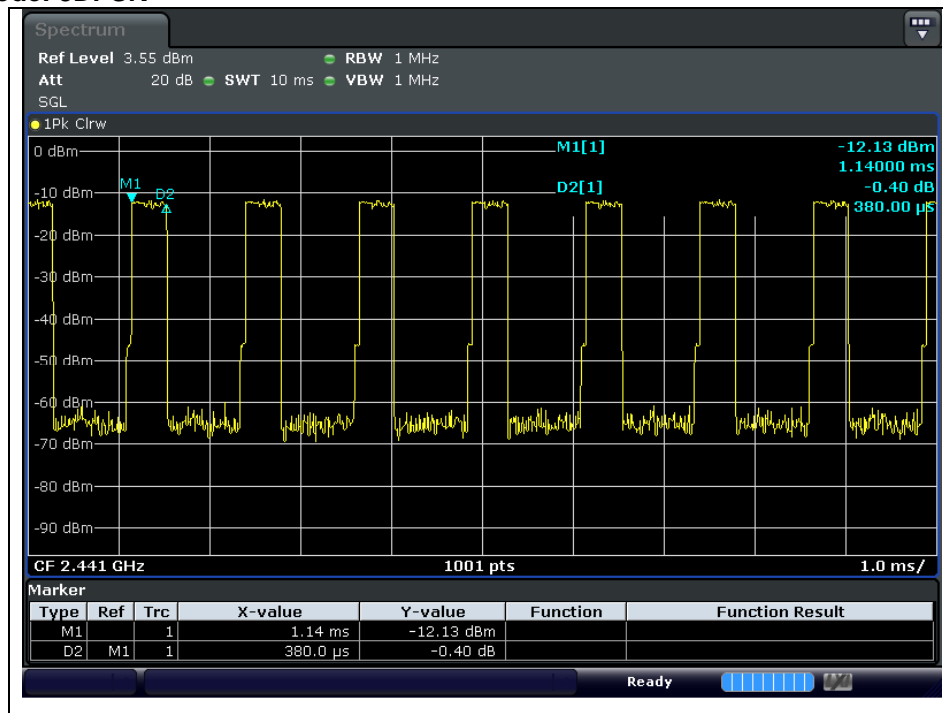 Spectrum
Ref Level 3.55 dBm RBW 1 MHz
Att 20 dB SWT 10 ms VBW 1 MHz
SGL
1Pk Clrw
0 dBm
M1[1] -12.13 dBm
1.14000 ms
-10 dBm
M1
D2
D2[1] -0.40 dB
380.00 µs
-20 dBm
-30 dBm
-40 dBm
-50 dBm
-60 dBm
-70 dBm
-80 dBm
-90 dBm
CF 2.441 GHz 1001 pts 1.0 ms/
Marker
Type Ref Trc X-value Y-value Function Function Result
M1 1 1.14 ms -12.13 dBm
D2 M1 1 380.0 µs -0.40 dB
Ready